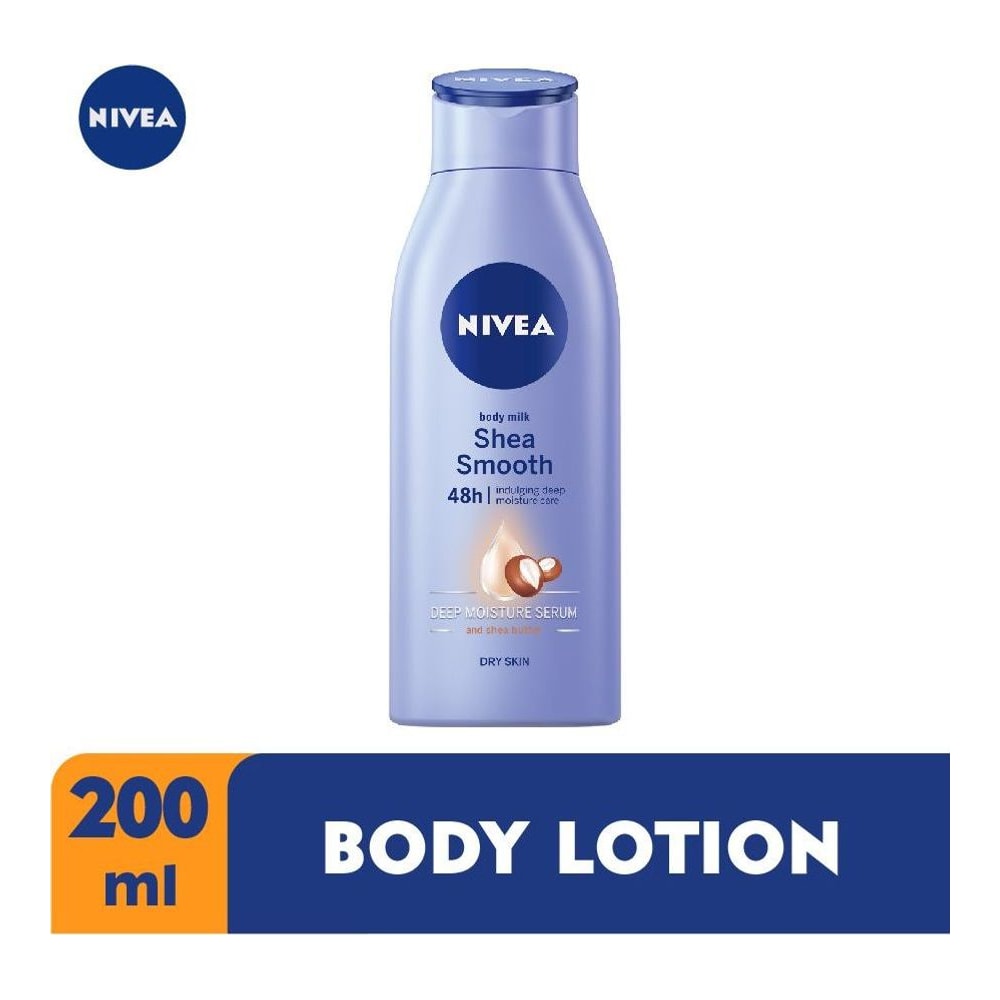 NIVEA
NIVEA
NIVEA
body milk
Shea
Smooth
48h | indulging deep
moisture care
DEEP MOISTURE SERUM
and shea butter
DRY SKIN
200
ml
BODY LOTION